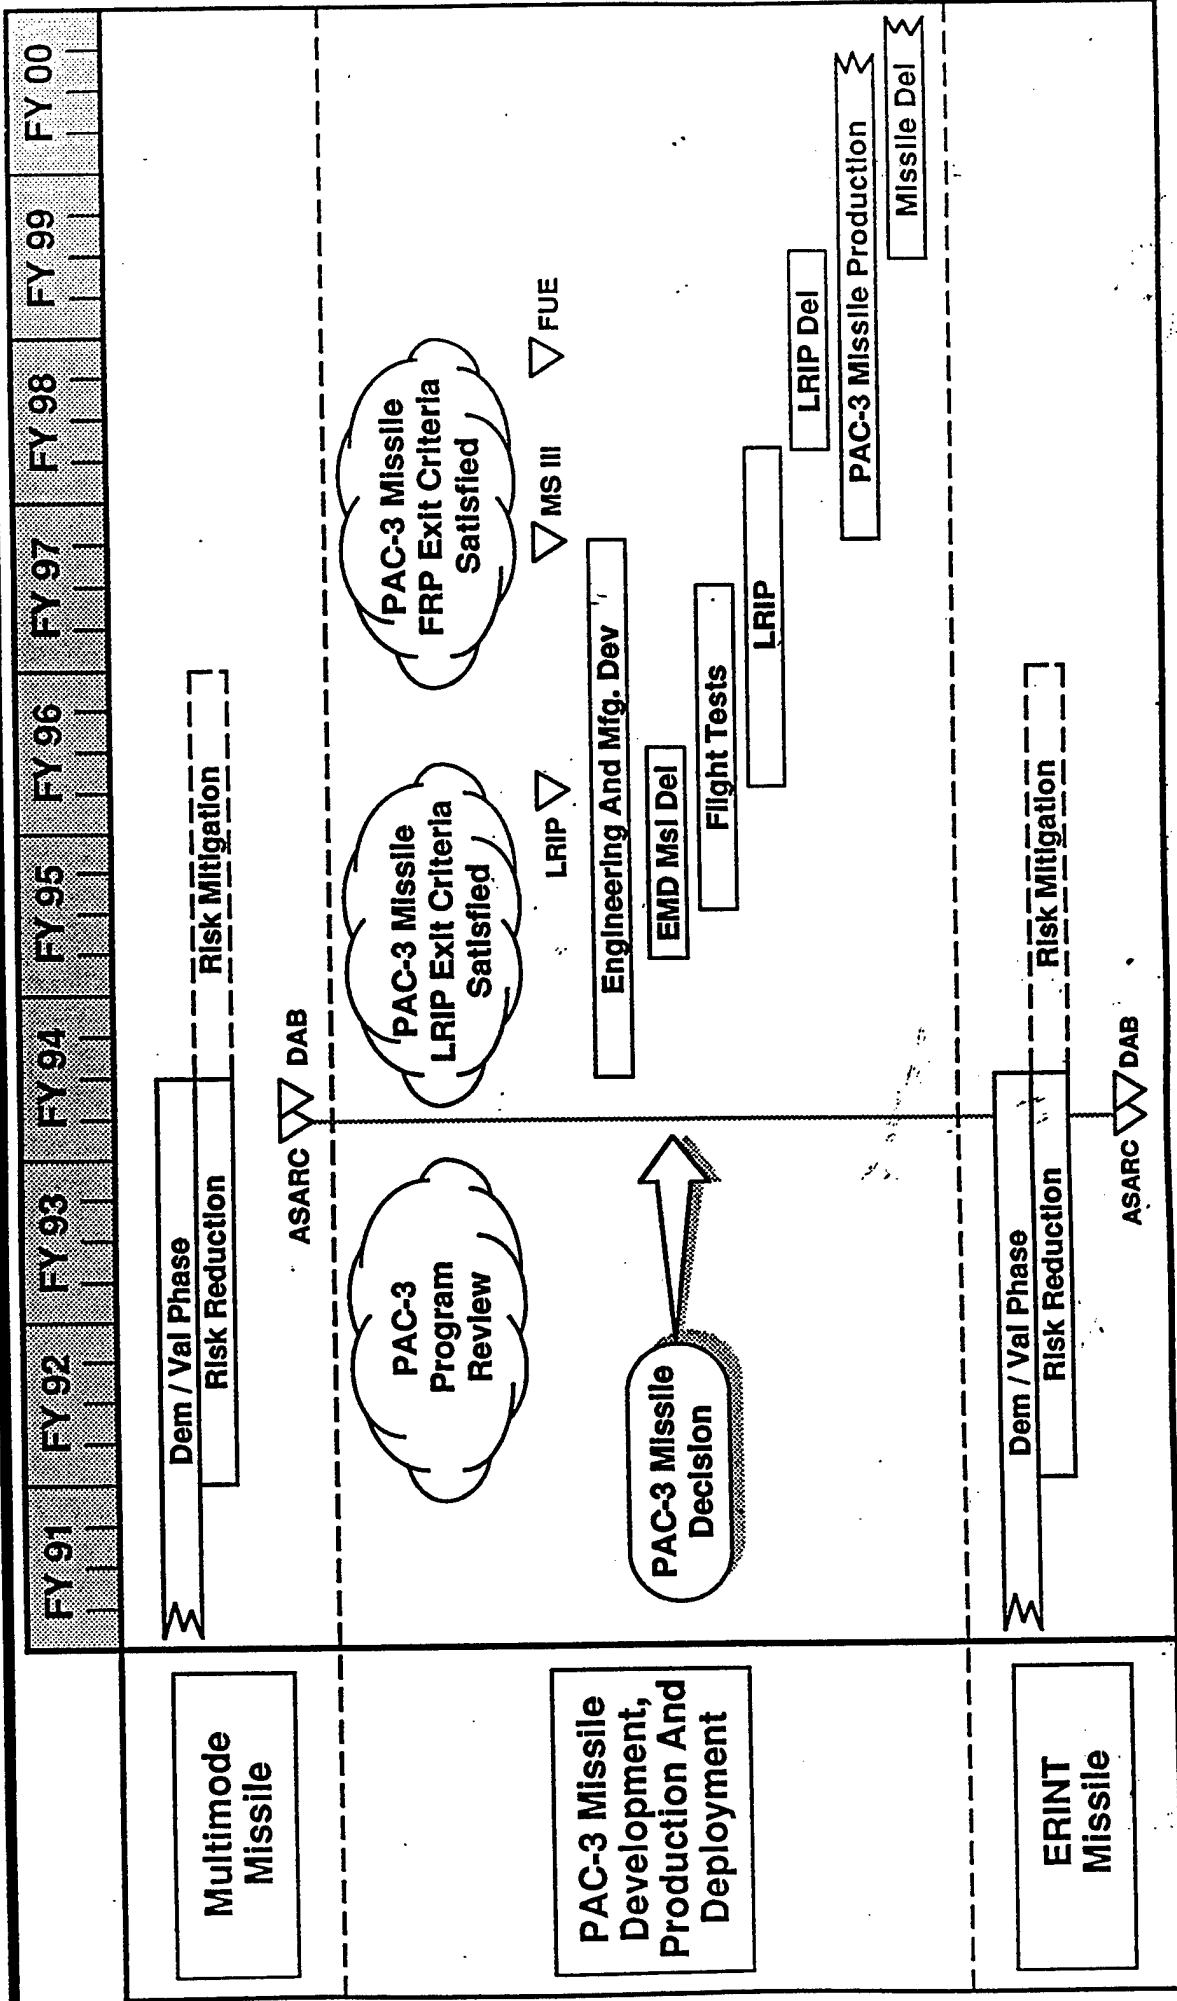 FY 91
FY 92
FY 93
FY 94
FY 95
FY 96
FY 97
FY 98
FY 99
FY 00
Multimode
Missile
Dem / Val Phase
Risk Reduction
Risk Mitigation
ASARC
DAB
PAC-3 Missile
Development,
Production And
Deployment
PAC-3
Program
Review
PAC-3 Missile
LRIP Exit Criteria
Satisfied
PAC-3 Missile
FRP Exit Criteria
Satisfied
LRIP
MS III
FUE
Engineering And Mfg. Dev
EMD Msl Del
PAC-3 Missile
Decision
Flight Tests
LRIP
LRIP Del
PAC-3 Missile Production
Missile Del
ERINT
Missile
Dem / Val Phase
Risk Reduction
Risk Mitigation
ASARC
DAB